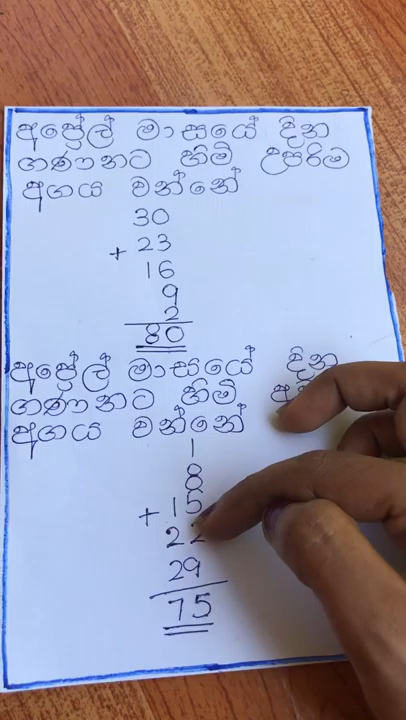 අප්‍රේල් මාසයේ දින
ගණනට හිමි උපරිම
අගය වන්නේ
30
+ 23
16
9
2
80
අප්‍රේල් මාසයේ දින
ගණනට හිමි
අගය වන්නේ
1
8
+ 15
22
29
75